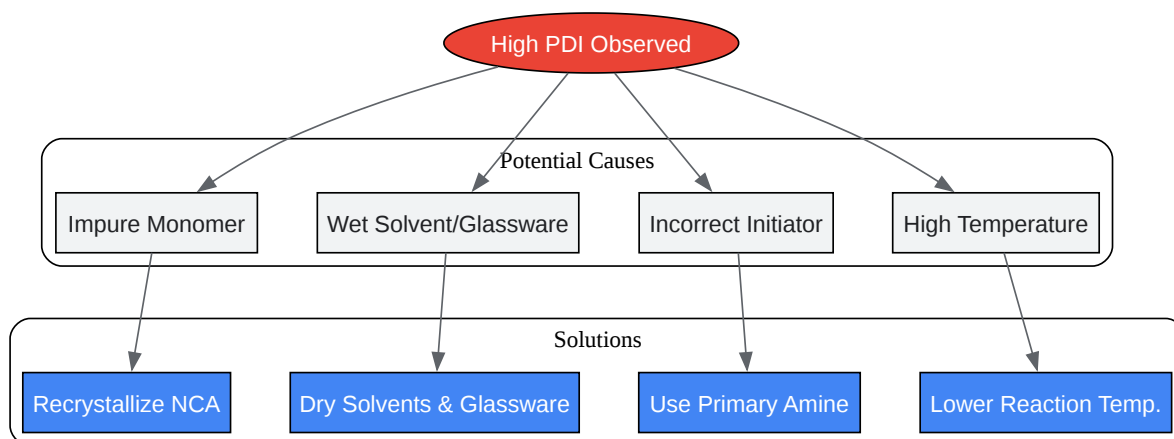 High PDI Observed
Potential Causes
Impure Monomer
Wet Solvent/Glassware
Incorrect Initiator
High Temperature
Solutions
Recrystallize NCA
Dry Solvents & Glassware
Use Primary Amine
Lower Reaction Temp.